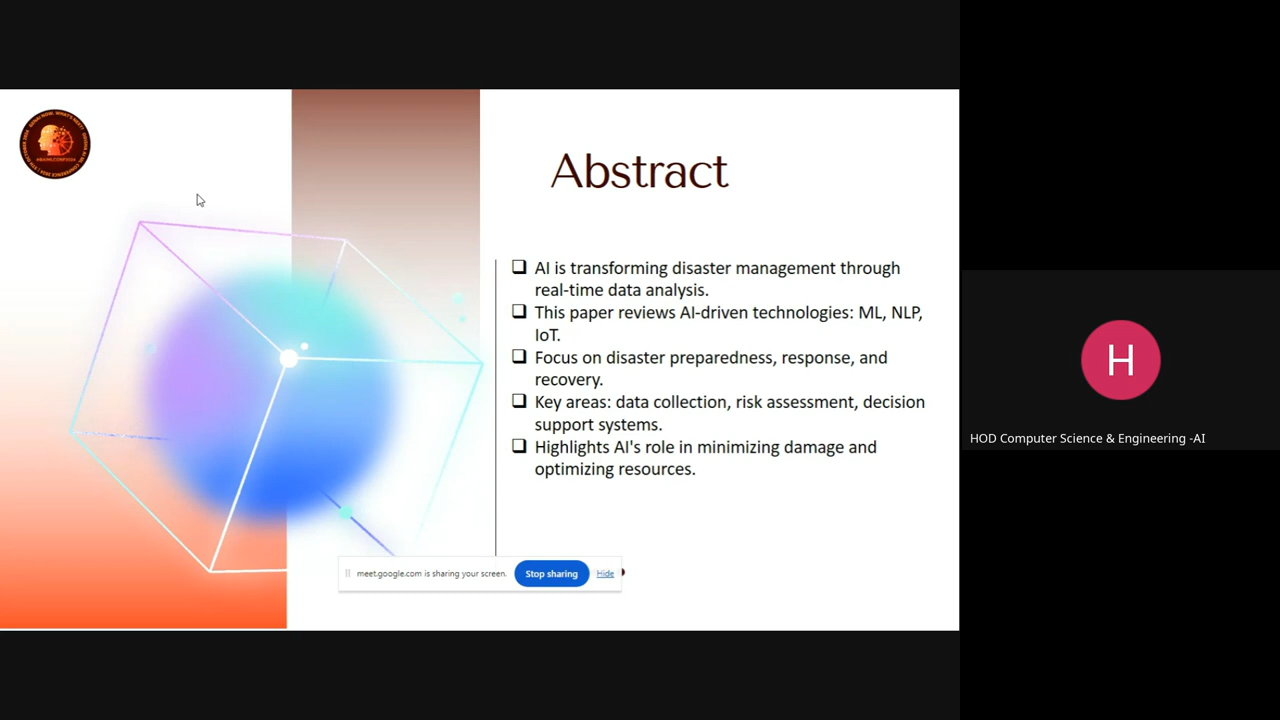 Abstract
❑ AI is transforming disaster management through
real-time data analysis.
❑ This paper reviews AI-driven technologies: ML, NLP,
IoT.
❑ Focus on disaster preparedness, response, and
recovery.
❑ Key areas: data collection, risk assessment, decision
support systems.
❑ Highlights AI's role in minimizing damage and
optimizing resources.
meet.google.com is sharing your screen. Stop sharing Hide
H
HOD Computer Science & Engineering -AI